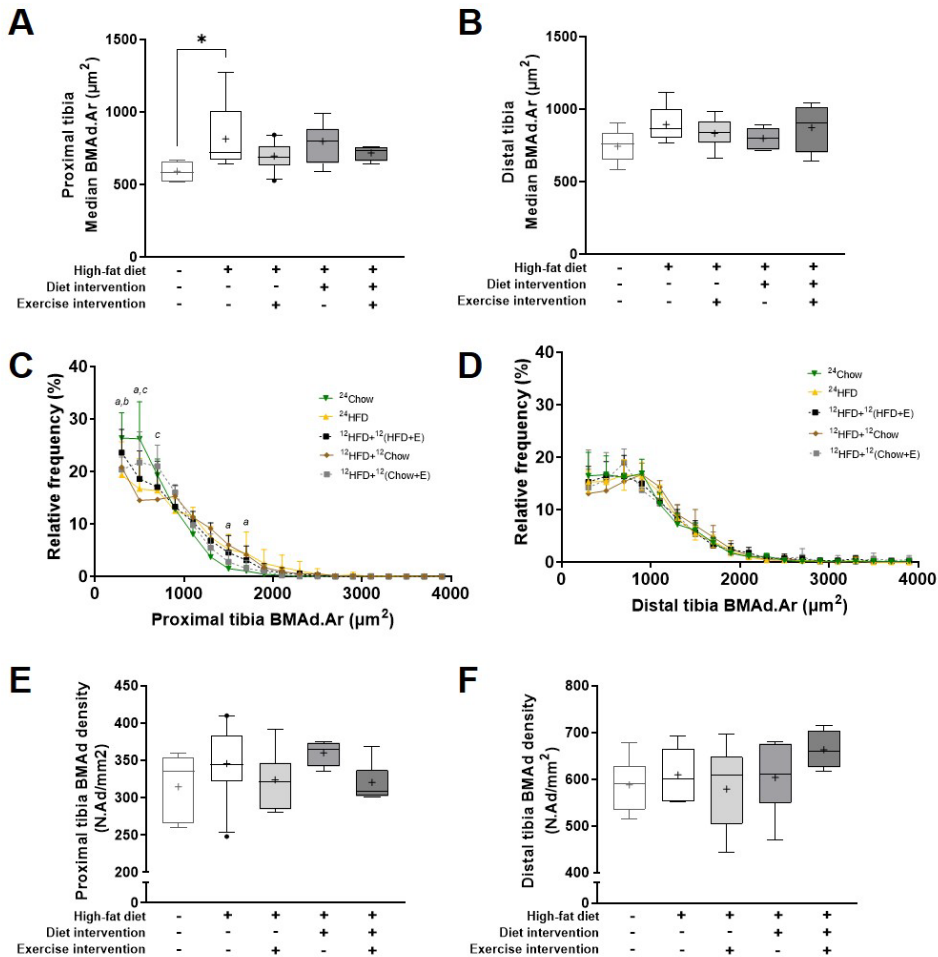 A
Proximal tibia
Median BMAd.Ar (µm²)
1500
1000
500
0
*
High-fat diet - + + + +
Diet intervention - - - + +
Exercise intervention - - + - +
B
Distal tibia
Median BMAd.Ar (µm²)
1500
1000
500
0
High-fat diet - + + + +
Diet intervention - - - + +
Exercise intervention - - + - +
C
Relative frequency (%)
40
30
20
10
0
a,b
a,c
c
a
a
²⁴Chow
²⁴HFD
¹²HFD+¹²(HFD+E)
¹²HFD+¹²Chow
¹²HFD+¹²(Chow+E)
0 1000 2000 3000 4000
Proximal tibia BMAd.Ar (µm²)
D
Relative frequency (%)
40
30
20
10
0
²⁴Chow
²⁴HFD
¹²HFD+¹²(HFD+E)
¹²HFD+¹²Chow
¹²HFD+¹²(Chow+E)
0 1000 2000 3000 4000
Distal tibia BMAd.Ar (µm²)
E
Proximal tibia BMAd density
(N.Ad/mm2)
450
400
350
300
250
200
0
High-fat diet - + + + +
Diet intervention - - - + +
Exercise intervention - - + - +
F
Distal tibia BMAd density
(N.Ad/mm²)
800
700
600
500
400
0
High-fat diet - + + + +
Diet intervention - - - + +
Exercise intervention - - + - +